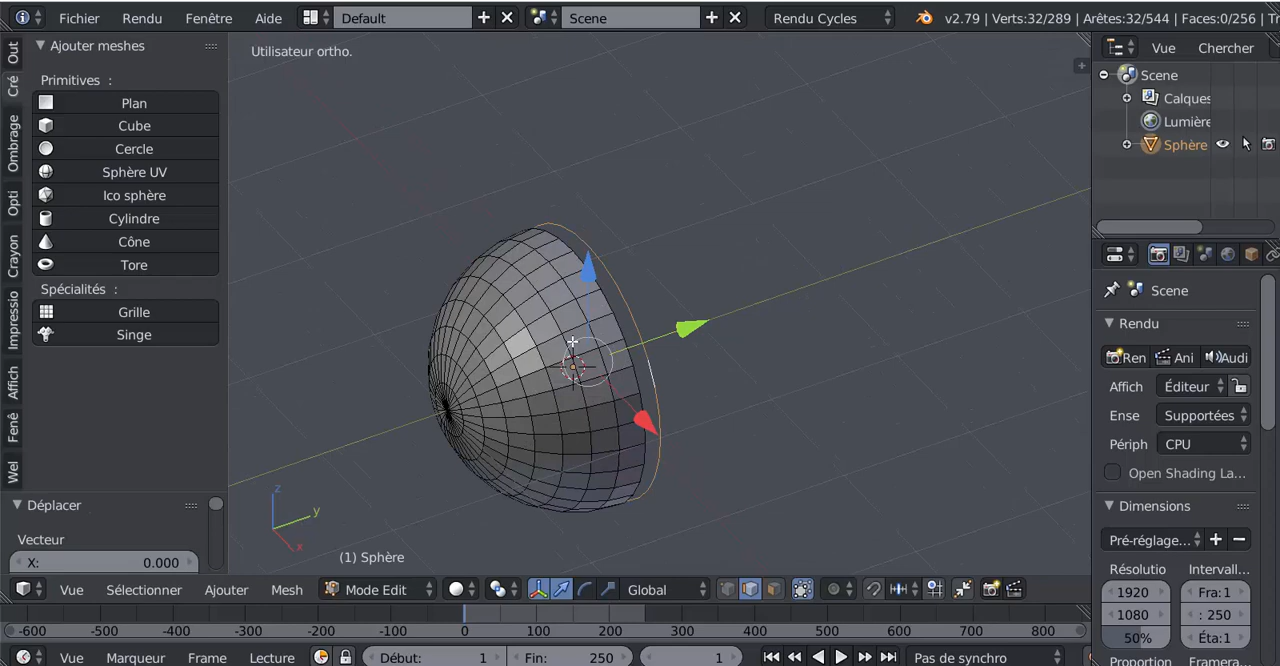 Fichier Rendu Fenêtre Aide Default Scene Rendu Cycles v2.79 | Verts:32/289 | Arêtes:32/544 | Faces:0/256 | Tr
Out
Cré
Ombrage
Opti
Crayon
Impressio
Affich
Fenê
Wel
Ajouter meshes
Primitives :
Plan
Cube
Cercle
Sphère UV
Ico sphère
Cylindre
Cône
Tore
Spécialités :
Grille
Singe
Déplacer
Vecteur
X: 0.000
Utilisateur ortho.
z
y
x
(1) Sphère
Vue Chercher
Scene
Calques
Lumière
Sphère
Scene
Rendu
Ren Ani Audi
Affich Éditeur
Ense Supportées
Périph CPU
Open Shading La...
Dimensions
Pré-réglage...
Résolutio Intervall...
1920 Fra:1
1080 : 250
50% Éta:1
Proportion
Vue Sélectionner Ajouter Mesh Mode Edit Global
-600 -500 -400 -300 -200 -100 0 100 200 300 400 500 600 700 800
Vue Marqueur Frame Lecture Début: 1 Fin: 250 1 Pas de synchro